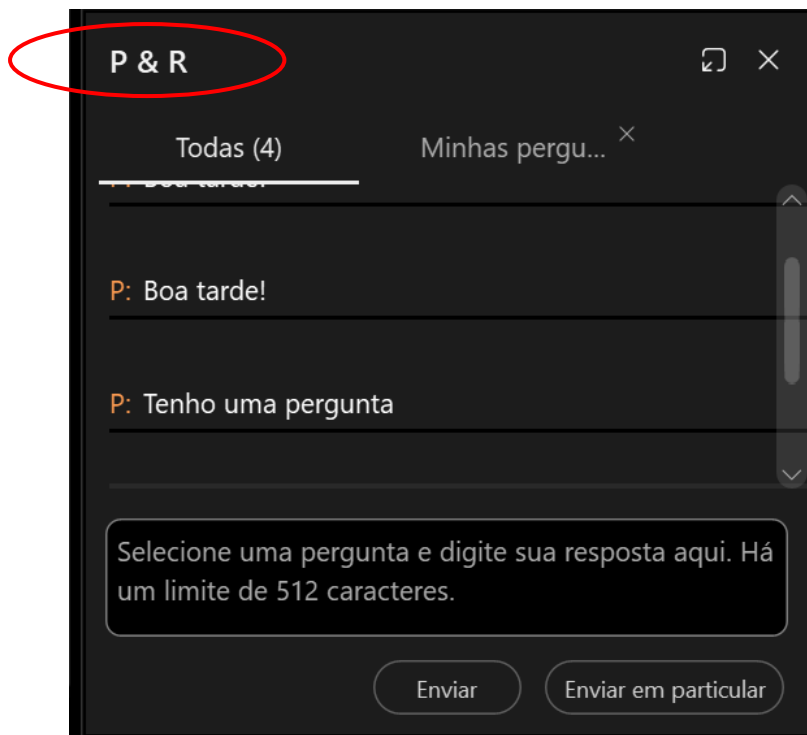 P & R
Todas (4)
Minhas pergu...
P: Boa tarde!
P: Tenho uma pergunta
Selecione uma pergunta e digite sua resposta aqui. Há
um limite de 512 caracteres.
Enviar
Enviar em particular